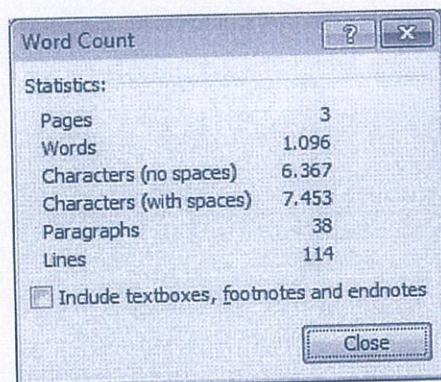 Word Count
Statistics:
Pages 3
Words 1.096
Characters (no spaces) 6.367
Characters (with spaces) 7.453
Paragraphs 38
Lines 114
Include textboxes, footnotes and endnotes
Close